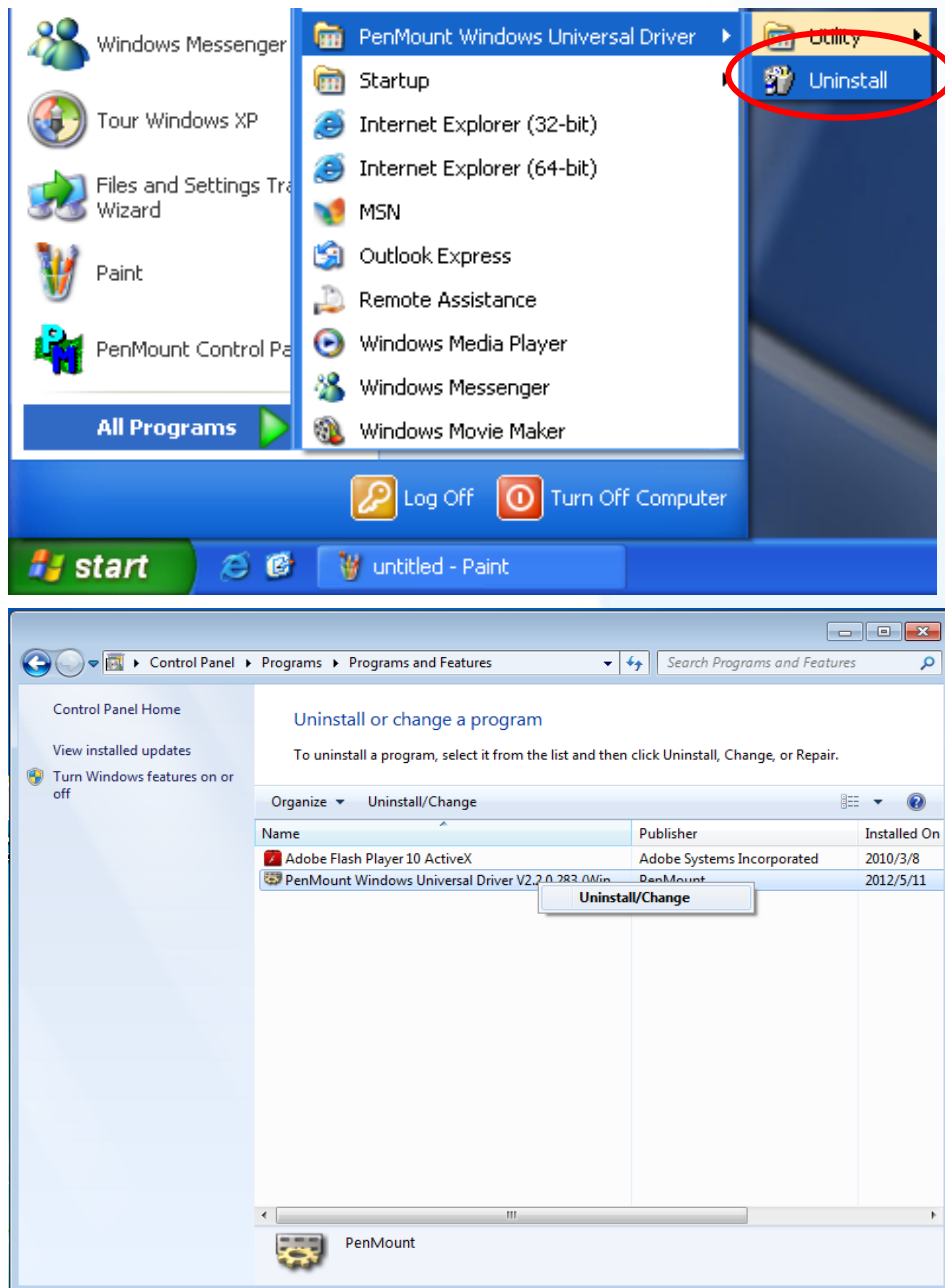 Windows Messenger
Tour Windows XP
Files and Settings Tra
Wizard
Paint
PenMount Control Pa
All Programs
PenMount Windows Universal Driver
Startup
Internet Explorer (32-bit)
Internet Explorer (64-bit)
MSN
Outlook Express
Remote Assistance
Windows Media Player
Windows Messenger
Windows Movie Maker
Utility
Uninstall
Log Off
Turn Off Computer
start
untitled - Paint
Control Panel
Programs
Programs and Features
Search Programs and Features
Control Panel Home
View installed updates
Turn Windows features on or
off
Uninstall or change a program
To uninstall a program, select it from the list and then click Uninstall, Change, or Repair.
Organize
Uninstall/Change
Name
Publisher
Installed On
Adobe Flash Player 10 ActiveX
Adobe Systems Incorporated
2010/3/8
PenMount Windows Universal Driver V2.2.0.283 (Win
PenMount
2012/5/11
Uninstall/Change
PenMount